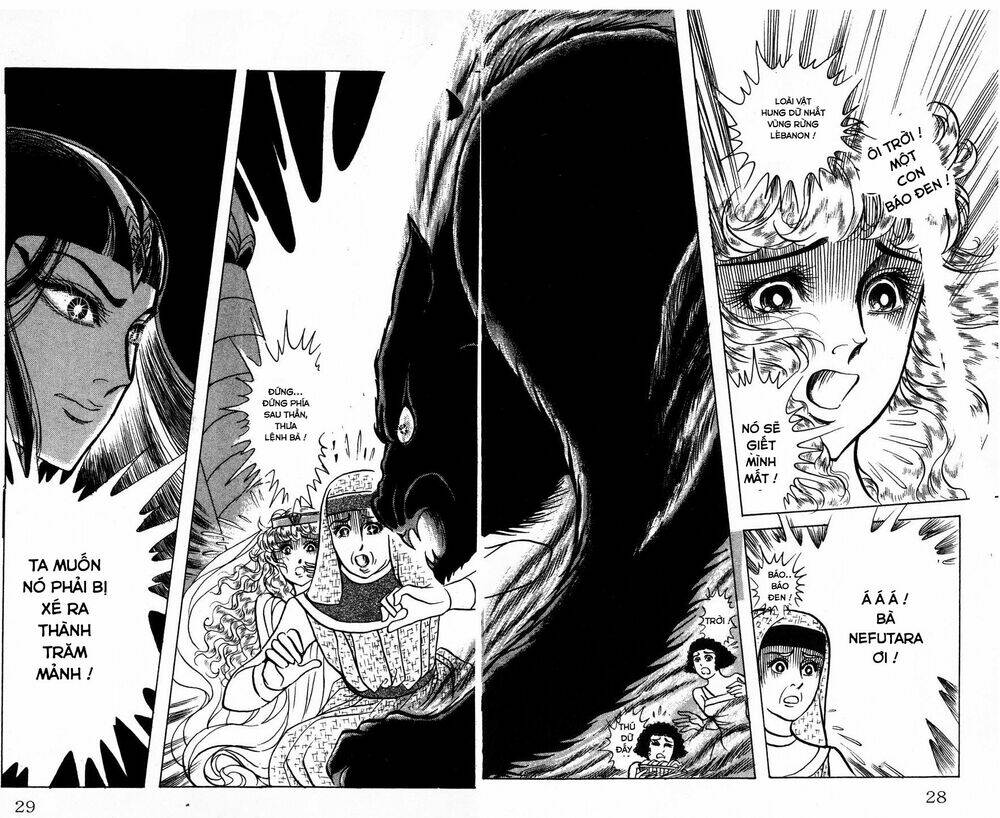 ÔI TRỜI !
MỘT
CON
BÁO ĐEN !
LOÀI VẬT
HUNG DỮ NHẤT
VÙNG RỪNG
LÈBANON !
NÓ SẼ
GIẾT
MÌNH
MẤT !
Á Á Á !
BÀ
NEFUTARA
ƠI !
BÁO...
BÁO
ĐEN !
TRỜI !
THÚ
DỮ
ĐẤY
ĐỨNG...
ĐỨNG PHÍA
SAU THẦN,
THƯA
LỆNH BÀ !
TA MUỐN
NÓ PHẢI BỊ
XÉ RA
THÀNH
TRĂM
MẢNH !
29
28